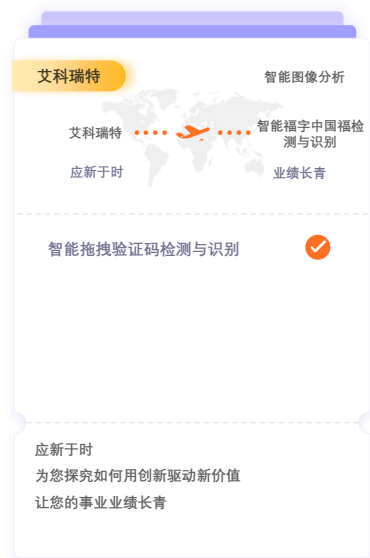 艾科瑞特
智能图像分析
艾科瑞特
智能福字中国福检
测与识别
应新于时
业绩长青
智能拖拽验证码检测与识别
应新于时
为您探究如何用创新驱动新价值
让您的事业业绩长青